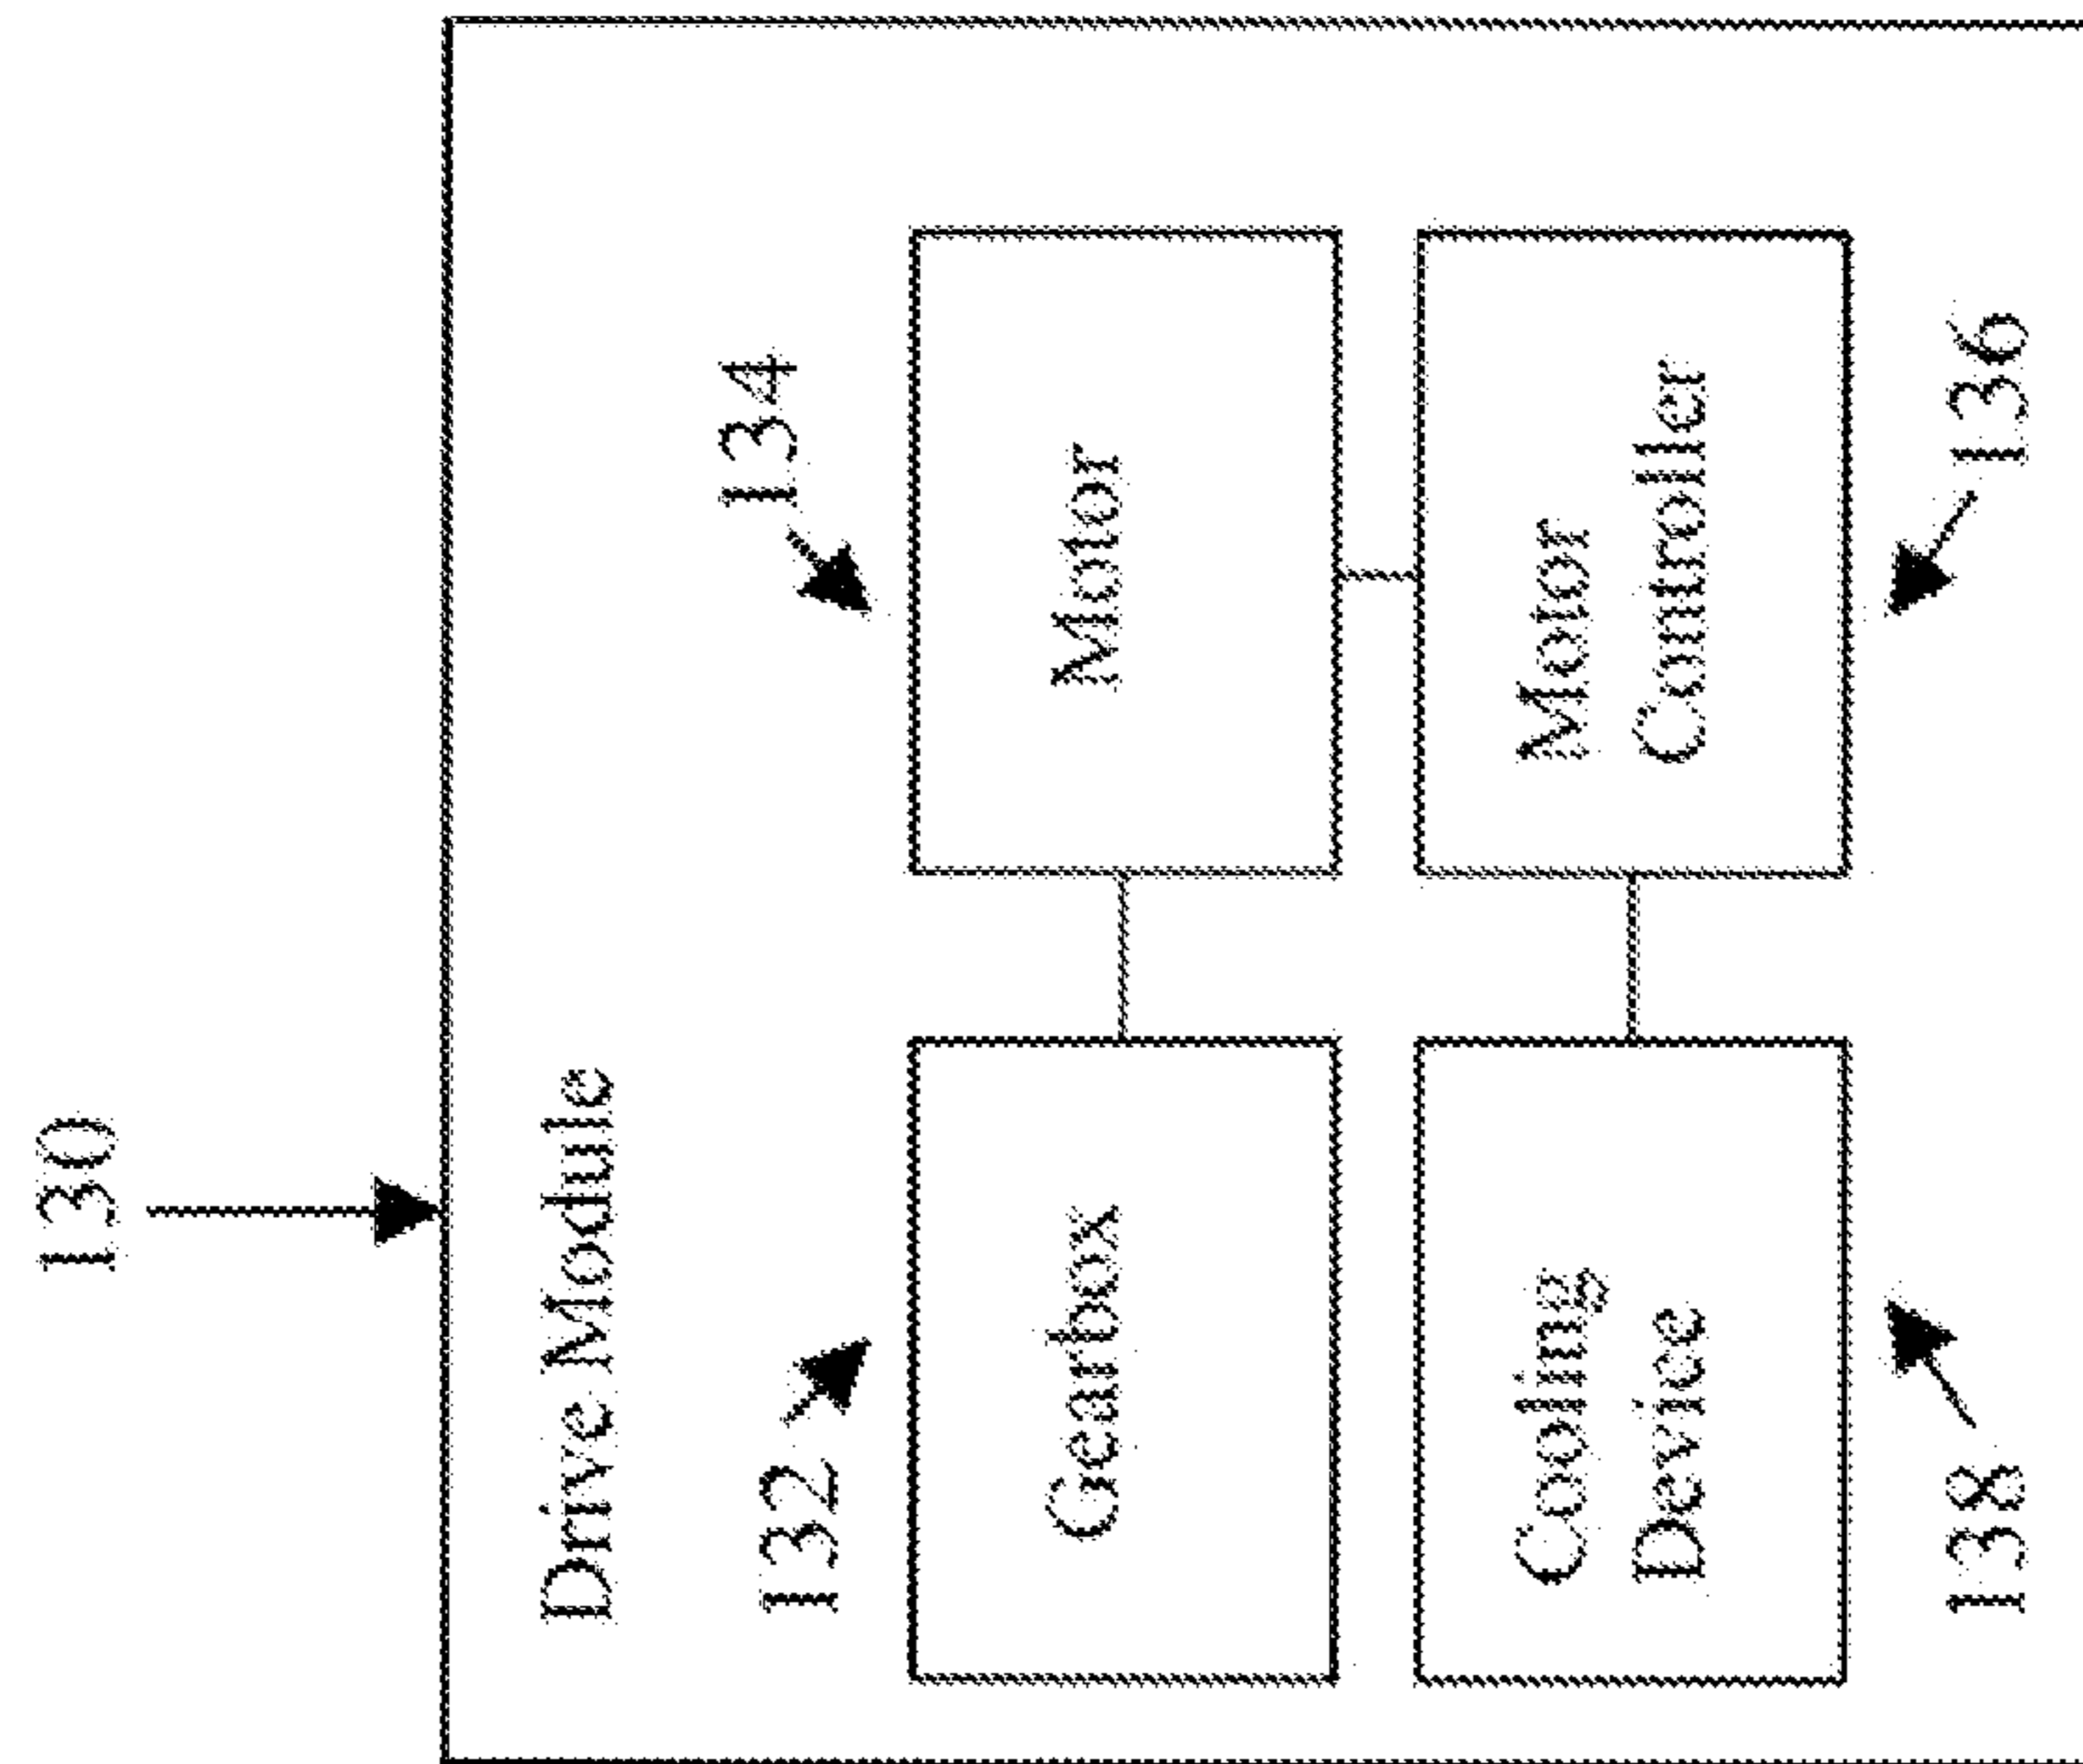 130
Drive Module
132
134
Gearbox
Motor
Cooling
Device
Motor
Controller
138
136